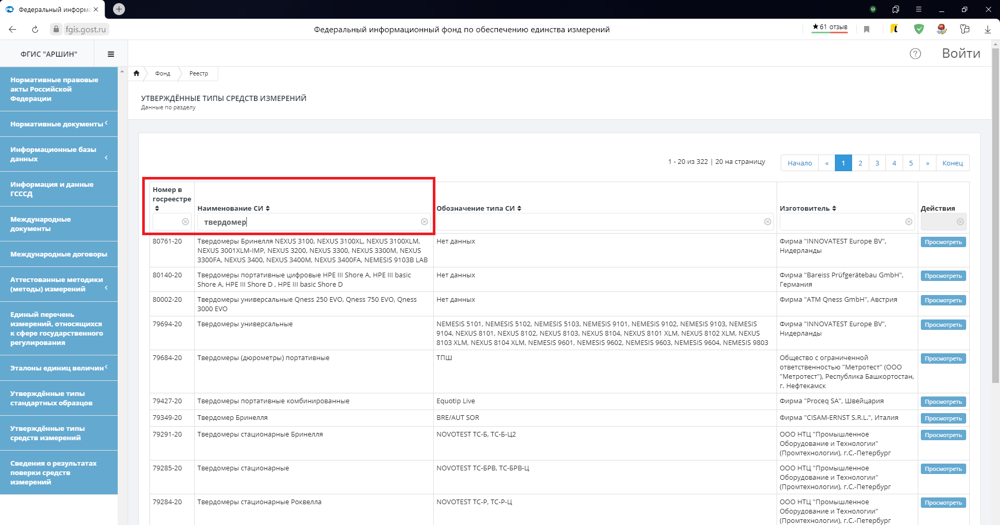 Федеральный информа
fgis.gost.ru
Федеральный информационный фонд по обеспечению единства измерений
★61 отзыв
ФГИС "АРШИН"
Войти
Нормативные правовые
акты Российской
Федерации
Нормативные документы
Информационные базы
данных
Информация и данные
ГСССД
Международные
документы
Международные договоры
Аттестованные методики
(методы) измерений
Единый перечень
измерений, относящихся
к сфере государственного
регулирования
Эталоны единиц величин
Утверждённые типы
стандартных образцов
Утверждённые типы
средств измерений
Сведения о результатах
поверки средств
измерений
Фонд
Реестр
УТВЕРЖДЁННЫЕ ТИПЫ СРЕДСТВ ИЗМЕРЕНИЙ
Данные по разделу
1 - 20 из 322 | 20 на страницу
Начало « 1 2 3 4 5 » Конец
Номер в
госреестре
Наименование СИ
Обозначение типа СИ
Изготовитель
Действия
твердомер
80761-20
Твердомеры Бринелля NEXUS 3100, NEXUS 3100XL, NEXUS 3100XLM,
NEXUS 3001XLM-IMP, NEXUS 3200, NEXUS 3300, NEXUS 3300M, NEXUS
3300FA, NEXUS 3400, NEXUS 3400M, NEXUS 3400FA, NEMESIS 9103B LAB
Нет данных
Фирма "INNOVATEST Europe BV",
Нидерланды
Просмотреть
80140-20
Твердомеры портативные цифровые HPE III Shore A, HPE III basic
Shore A, HPE III Shore D , HPE III basic Shore D
Нет данных
Фирма "Bareiss Prüfgerätebau GmbH",
Германия
Просмотреть
80002-20
Твердомеры универсальные Qness 250 EVO, Qness 750 EVO, Qness
3000 EVO
Нет данных
Фирма "ATM Qness GmbH", Австрия
Просмотреть
79694-20
Твердомеры универсальные
NEMESIS 5101, NEMESIS 5102, NEMESIS 5103, NEMESIS 9101, NEMESIS 9102, NEMESIS 9103, NEMESIS
9104, NEXUS 8101, NEXUS 8102, NEXUS 8103, NEXUS 8104, NEXUS 8101 XLM, NEXUS 8102 XLM, NEXUS
8103 XLM, NEXUS 8104 XLM, NEMESIS 9601, NEMESIS 9602, NEMESIS 9603, NEMESIS 9604, NEMESIS 9803
Фирма "INNOVATEST Europe BV",
Нидерланды
Просмотреть
79684-20
Твердомеры (дюрометры) портативные
ТПШ
Общество с ограниченной
ответственностью "Метротест" (ООО
"Метротест"), Республика Башкортостан,
г. Нефтекамск
Просмотреть
79427-20
Твердомеры портативные комбинированные
Equotip Live
Фирма "Proceq SA", Швейцария
Просмотреть
79349-20
Твердомер Бринелля
BRE/AUT SOR
Фирма "CISAM-ERNST S.R.L.", Италия
Просмотреть
79291-20
Твердомеры стационарные Бринелля
NOVOTEST ТС-Б, ТС-Б-Ц2
ООО НТЦ "Промышленное
Оборудование и Технологии"
(Промтехнологии), г.С.-Петербург
Просмотреть
79285-20
Твердомеры стационарные
NOVOTEST ТС-БРВ, ТС-БРВ-Ц
ООО НТЦ "Промышленное
Оборудование и Технологии"
(Промтехнологии), г.С.-Петербург
Просмотреть
79284-20
Твердомеры стационарные Роквелла
NOVOTEST ТС-Р, ТС-Р-Ц
ООО НТЦ "Промышленное
Оборудование и Технологии"
(Промтехнологии), г.С.-Петербург
Просмотреть